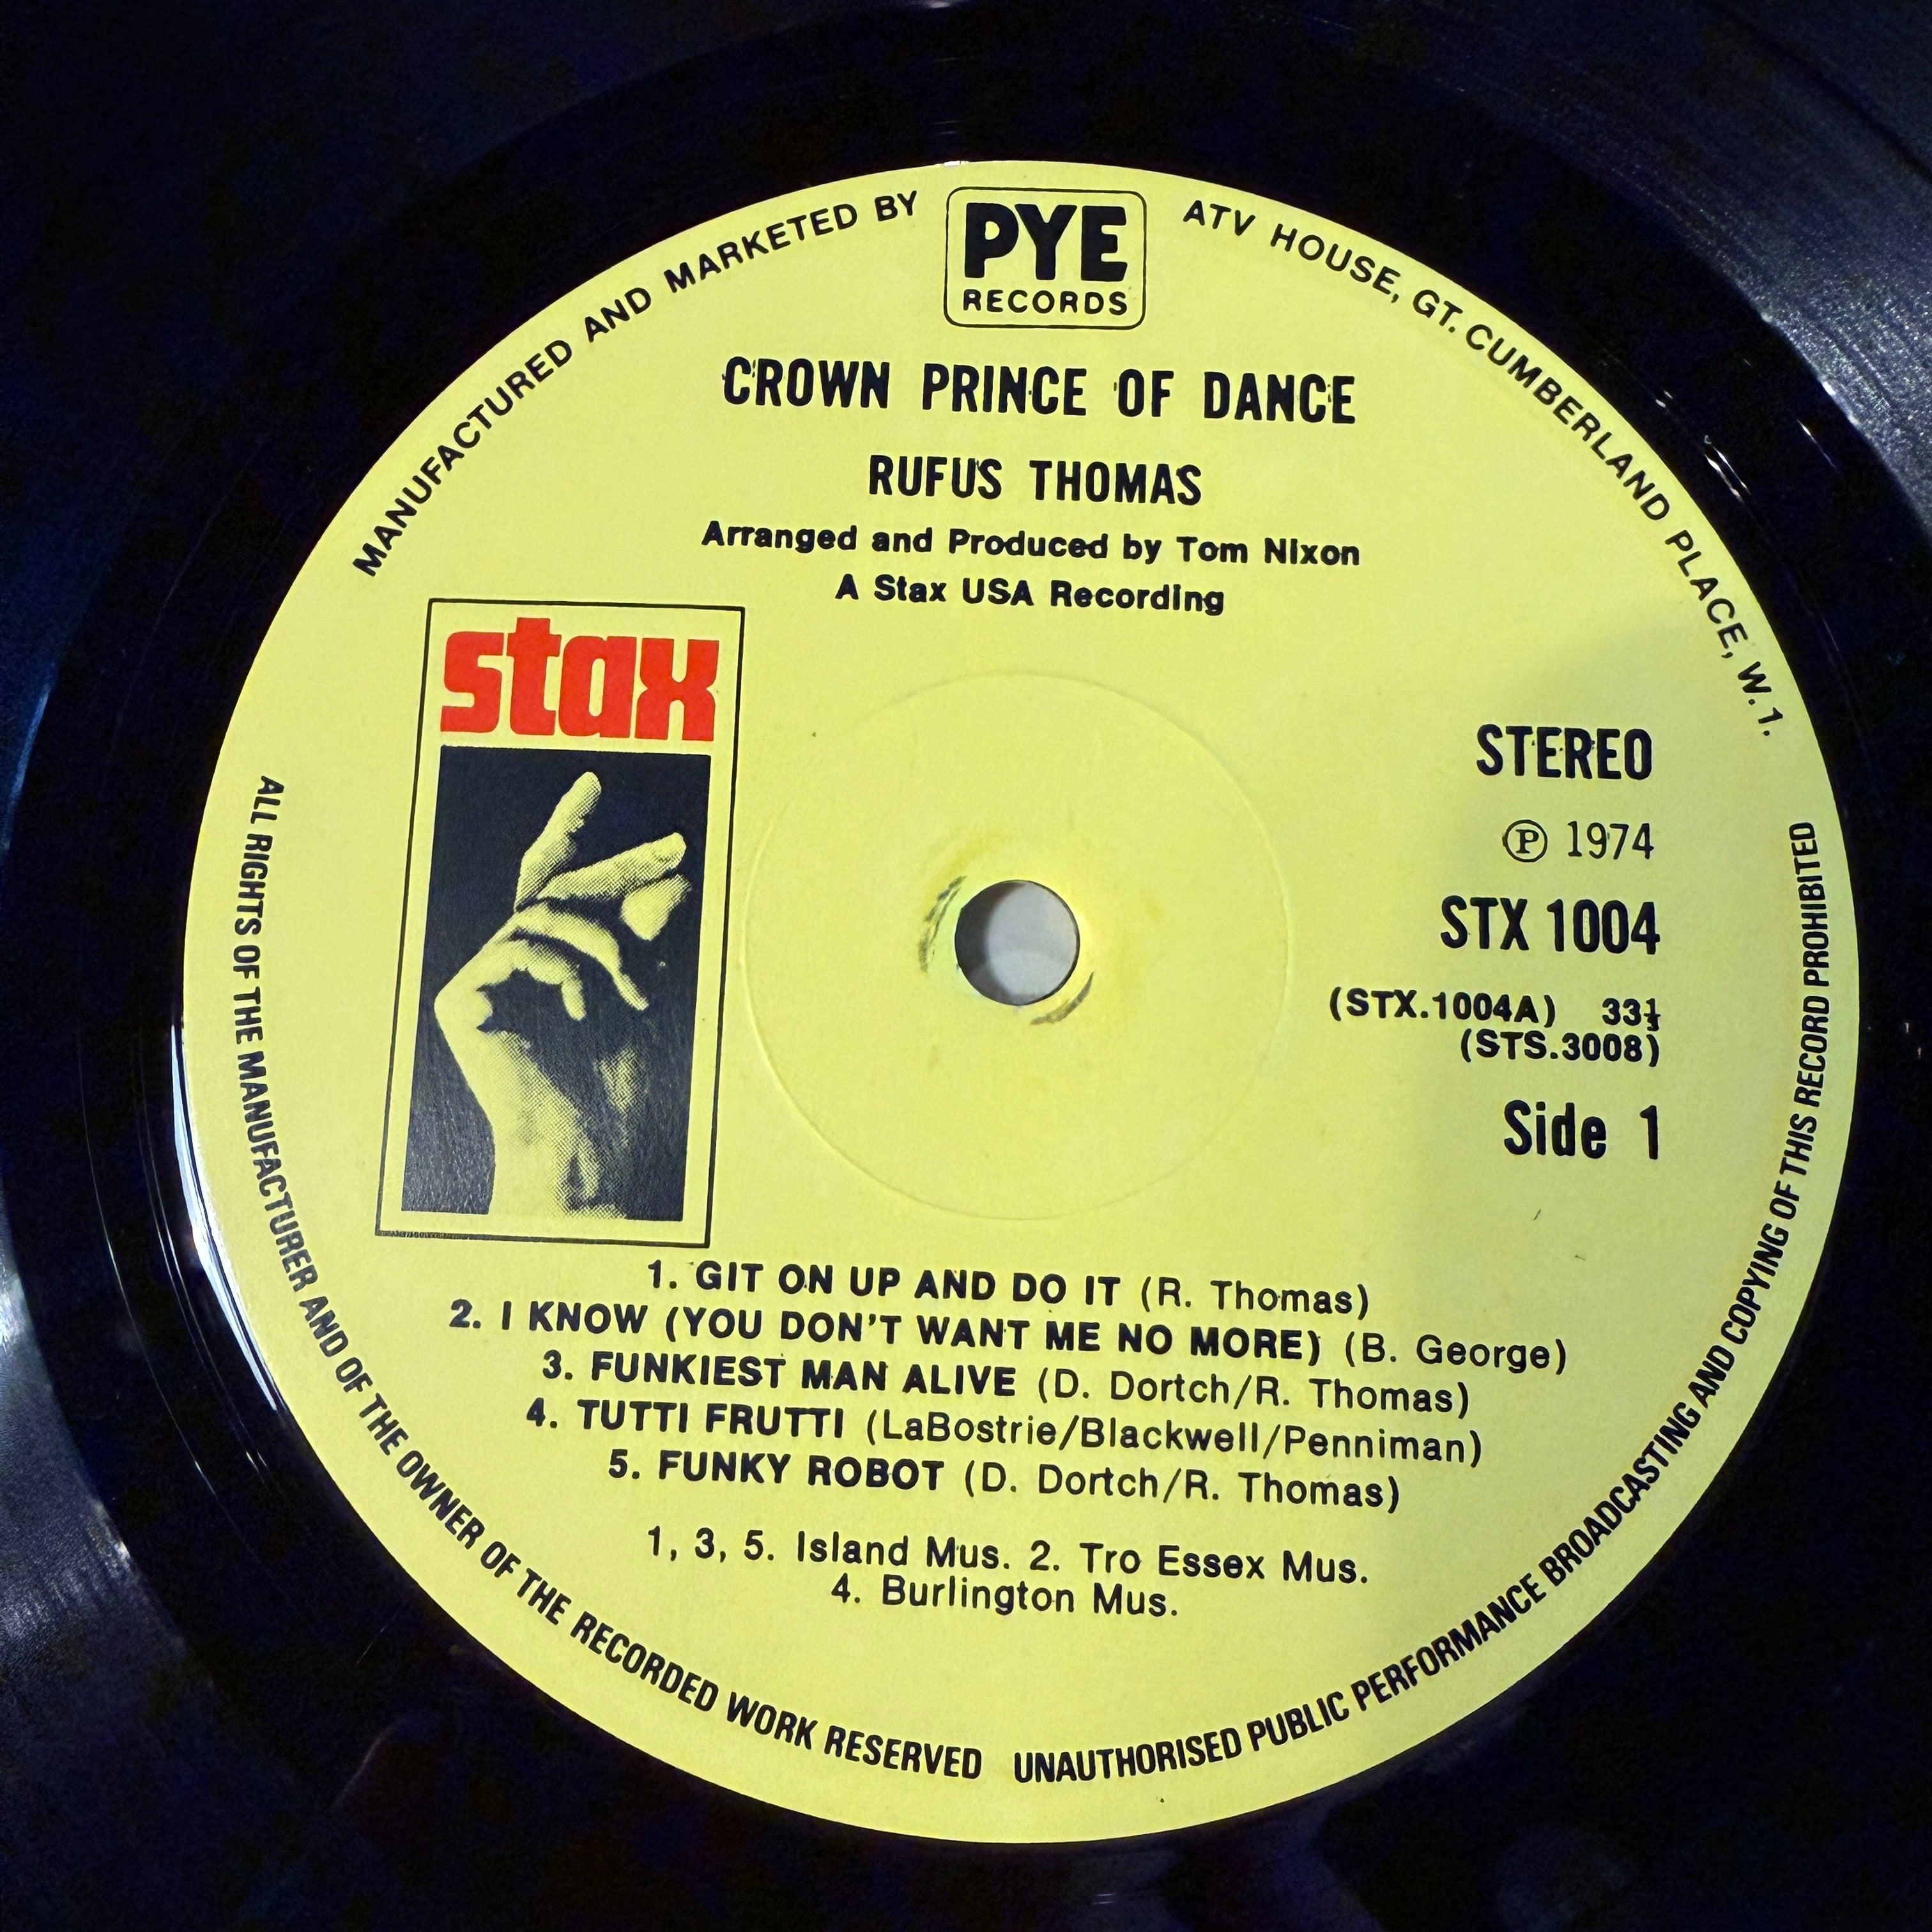 MANUFACTURED AND MARKETED BY
PYE
RECORDS
ATV HOUSE, GT. CUMBERLAND PLACE, W.1.
CROWN PRINCE OF DANCE
RUFUS THOMAS
Arranged and Produced by Tom Nixon
A Stax USA Recording
stax
STEREO
Ⓟ 1974
STX 1004
(STX.1004A) 33⅓
(STS.3008)
Side 1
1. GIT ON UP AND DO IT (R. Thomas)
2. I KNOW (YOU DON'T WANT ME NO MORE) (B. George)
3. FUNKIEST MAN ALIVE (D. Dortch/R. Thomas)
4. TUTTI FRUTTI (LaBostrie/Blackwell/Penniman)
5. FUNKY ROBOT (D. Dortch/R. Thomas)
1, 3, 5. Island Mus. 2. Tro Essex Mus.
4. Burlington Mus.
ALL RIGHTS OF THE MANUFACTURER AND OF THE OWNER OF THE RECORDED WORK RESERVED
UNAUTHORISED PUBLIC PERFORMANCE BROADCASTING AND COPYING OF THIS RECORD PROHIBITED